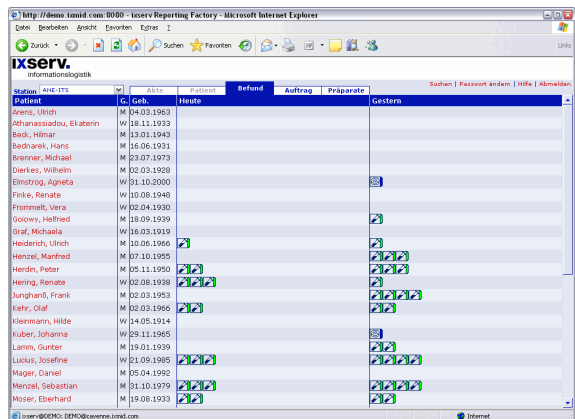 http://demo.ixmid.com:8080 - ixserv Reporting Factory - Microsoft Internet Explorer
Datei Bearbeiten Ansicht Favoriten Extras ?
Zurück Suchen Favoriten Links
ixserv.
informationslogistik
Suchen | Passwort ändern | Hilfe | Abmelden
Station ANE-ITS Akte Patient Befund Auftrag Präparate
Patient G. Geb. Heute Gestern
Arens, Ulrich M 04.03.1963
Athanassiadou, Ekaterin W 18.11.1933
Beck, Hilmar M 13.01.1943
Bednarek, Hans M 16.06.1931
Brenner, Michael M 23.07.1973
Dierkes, Wilhelm M 02.03.1928
Elmstrog, Agneta W 31.10.2000
Finke, Renate W 10.08.1948
Frommelt, Vera W 02.04.1930
Goiowy, Helfried M 18.09.1939
Graf, Michaela W 16.03.1919
Heiderich, Ulrich M 10.06.1966
Henzel, Manfred M 07.10.1955
Herdin, Peter M 05.11.1950
Hering, Renate W 02.08.1938
Junghanß, Frank M 02.03.1953
Kehr, Olaf M 02.03.1966
Kleinmann, Hilde W 14.05.1914
Kuber, Johanna W 29.11.1965
Lamm, Gunter M 19.01.1939
Lucius, Josefine W 21.09.1985
Mager, Daniel M 05.04.1992
Menzel, Sebastian M 31.10.1979
Moser, Eberhard M 19.08.1933
ixserv@DEMO: DEMO@cayenne.ixmid.com Internet